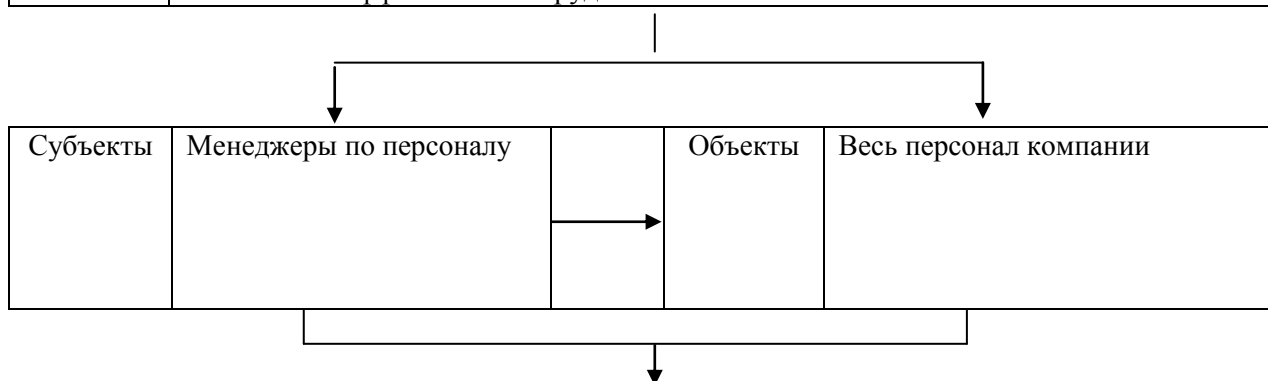 Субъекты
Менеджеры по персоналу
Объекты
Весь персонал компании